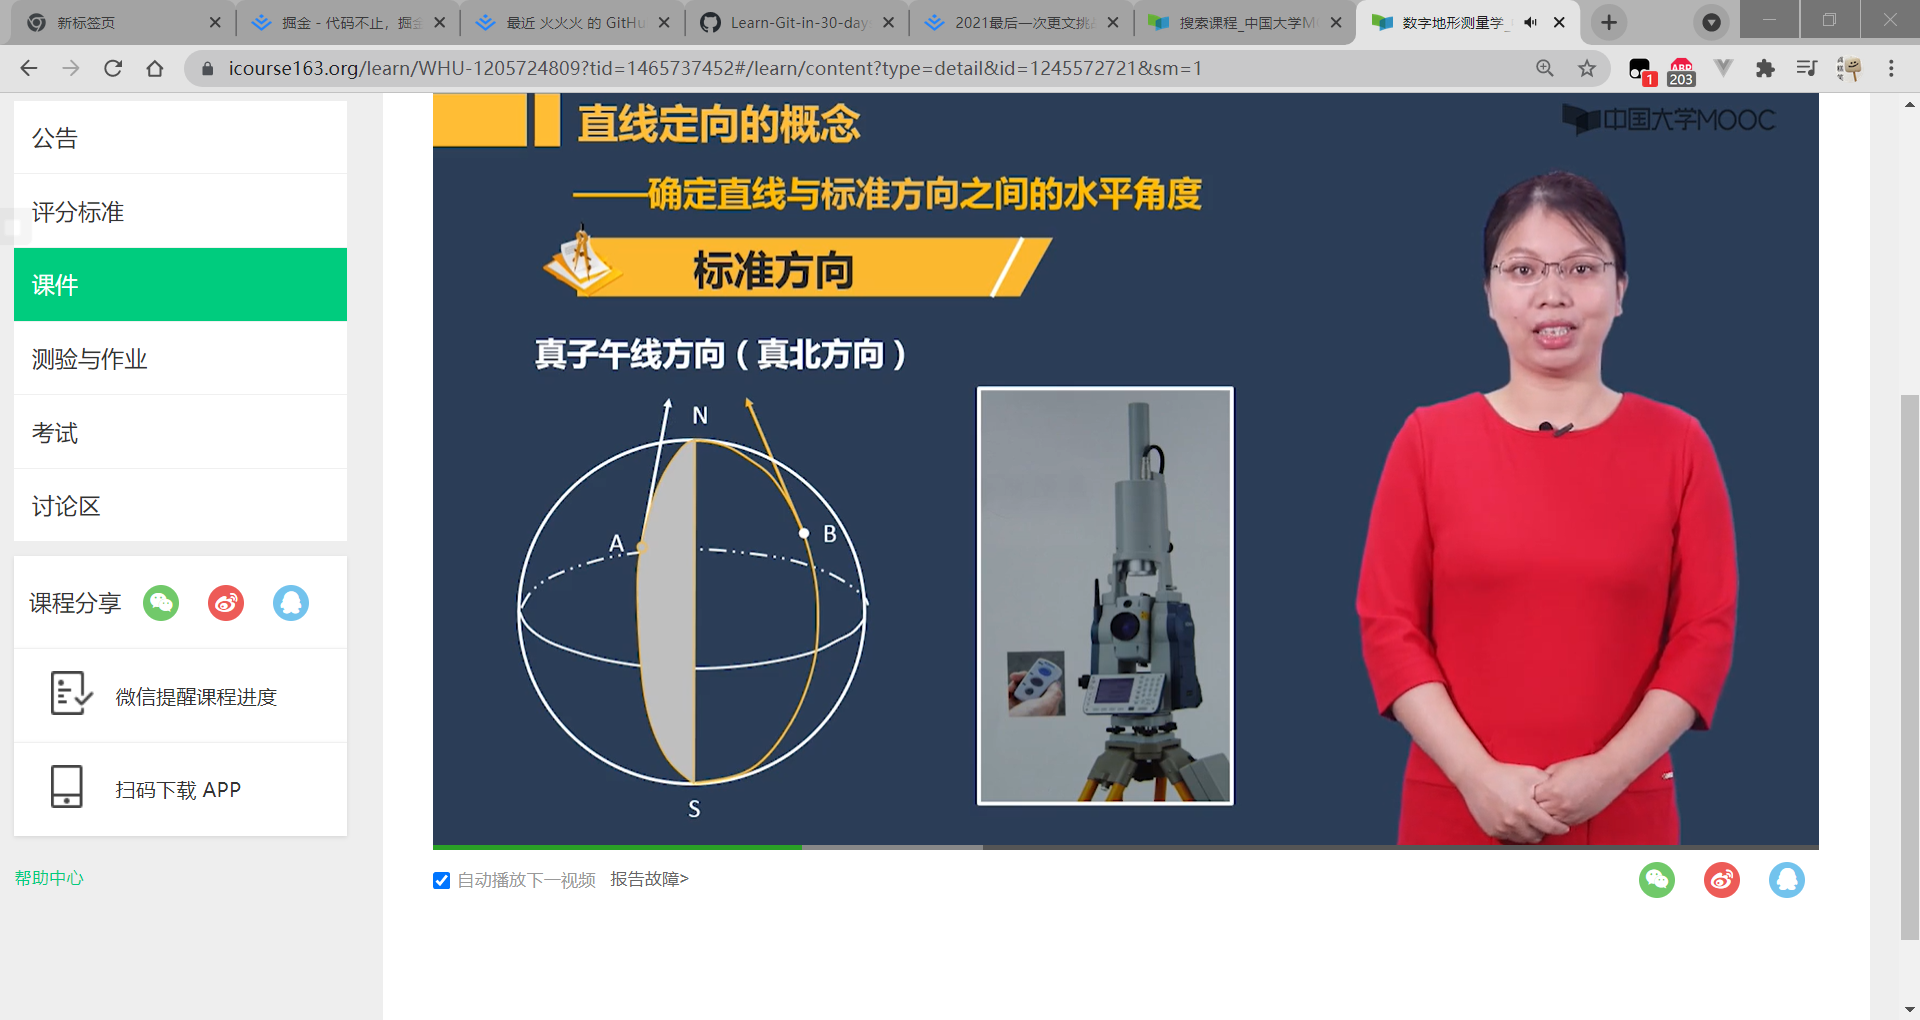 新标签页
掘金 - 代码不止，掘金
最近 火火火 的 GitHu
Learn-Git-in-30-day
2021最后一次更文挑
搜索课程_中国大学M
数字地形测量学_
icourse163.org/learn/WHU-1205724809?tid=1465737452#/learn/content?type=detail&id=1245572721&sm=1
1
ABP
203
公告
评分标准
课件
测验与作业
考试
讨论区
课程分享
微信提醒课程进度
扫码下载 APP
帮助中心
直线定向的概念
中国大学MOOC
——确定直线与标准方向之间的水平角度
标准方向
真子午线方向（真北方向）
N
A
B
S
自动播放下一视频 报告故障>